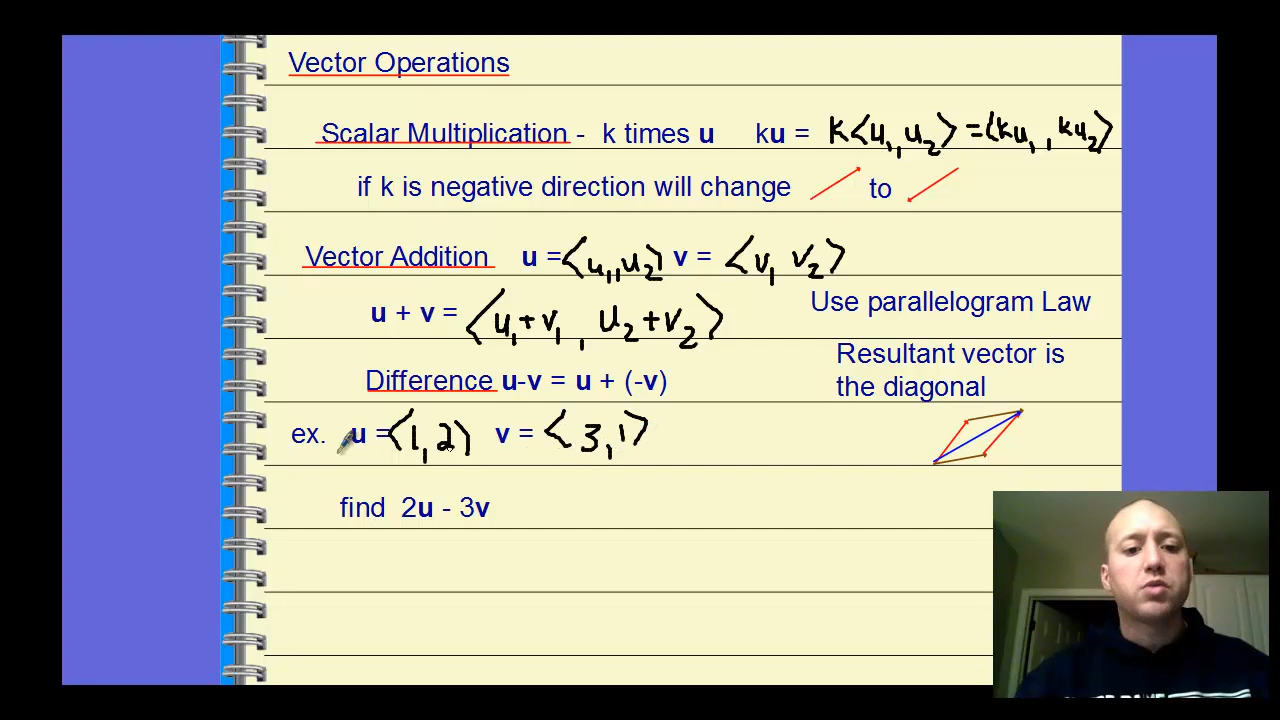 Vector Operations
Scalar Multiplication - k times u ku = k⟨u₁, u₂⟩ = ⟨ku₁, ku₂⟩
if k is negative direction will change to
Vector Addition u = ⟨u₁, u₂⟩ v = ⟨v₁ v₂⟩
u + v = ⟨u₁+v₁, u₂+v₂⟩
Use parallelogram Law
Resultant vector is
the diagonal
Difference u-v = u + (-v)
ex. u = ⟨1, 2⟩ v = ⟨3, 1⟩
find 2u - 3v